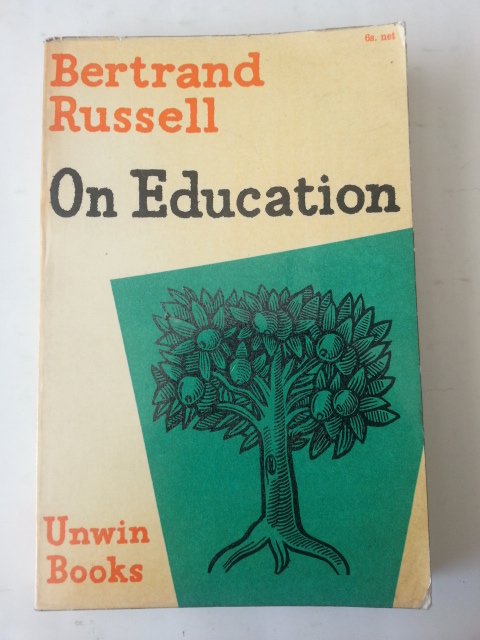 6s. net
Bertrand
Russell
On Education
Unwin
Books